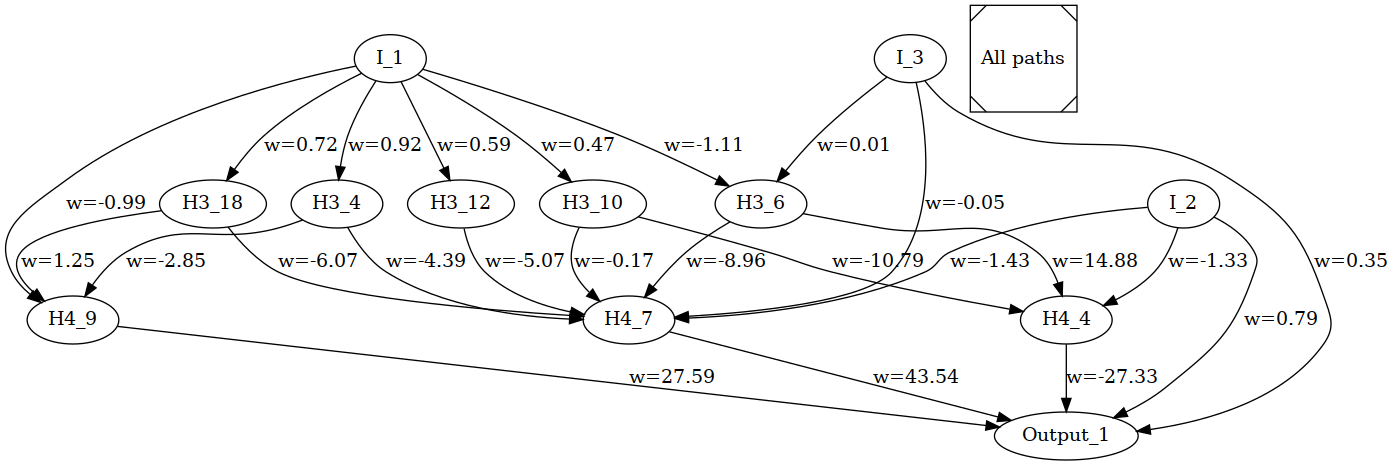 I_1
I_3
All paths
w=0.72
w=0.92
w=0.59
w=0.47
w=-1.11
w=0.01
w=-0.99
H3_18
H3_4
H3_12
H3_10
H3_6
w=-0.05
I_2
w=1.25
w=-2.85
w=-6.07
w=-4.39
w=-5.07
w=-0.17
w=-8.96
w=-10.79
w=-1.43
w=14.88
w=-1.33
w=0.35
H4_9
H4_7
H4_4
w=0.79
w=27.59
w=43.54
w=-27.33
Output_1